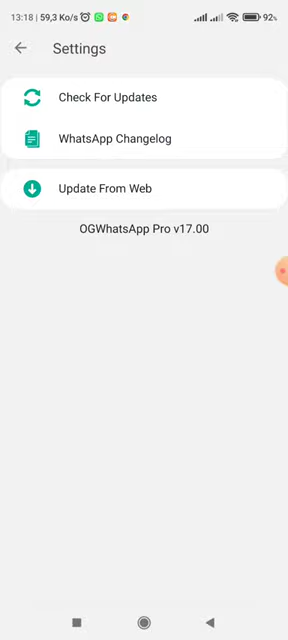 13:18 | 59,3 Ko/s 92%
Settings
Check For Updates
WhatsApp Changelog
Update From Web
OGWhatsApp Pro v17.00